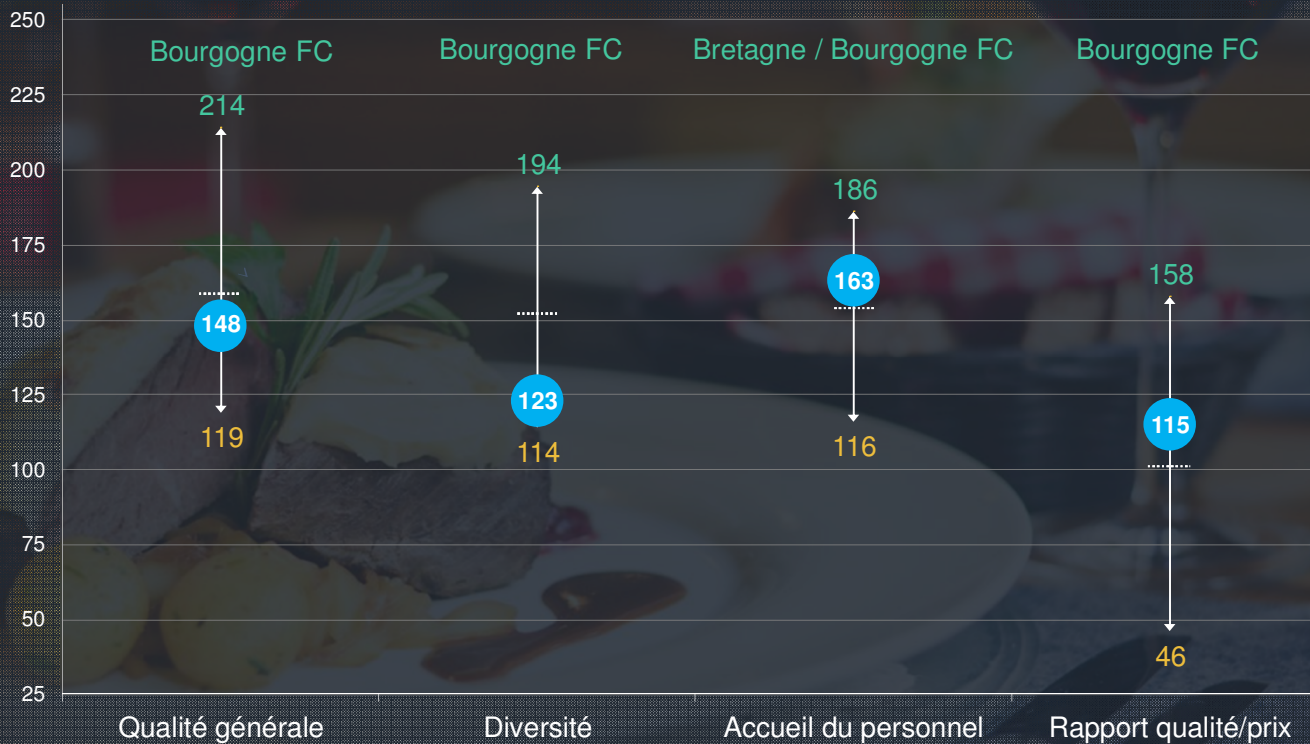 250
225
200
175
150
125
100
75
50
25
Bourgogne FC
Bourgogne FC
Bretagne / Bourgogne FC
Bourgogne FC
214
194
186
158
148
123
163
115
119
114
116
46
Qualité générale
Diversité
Accueil du personnel
Rapport qualité/prix